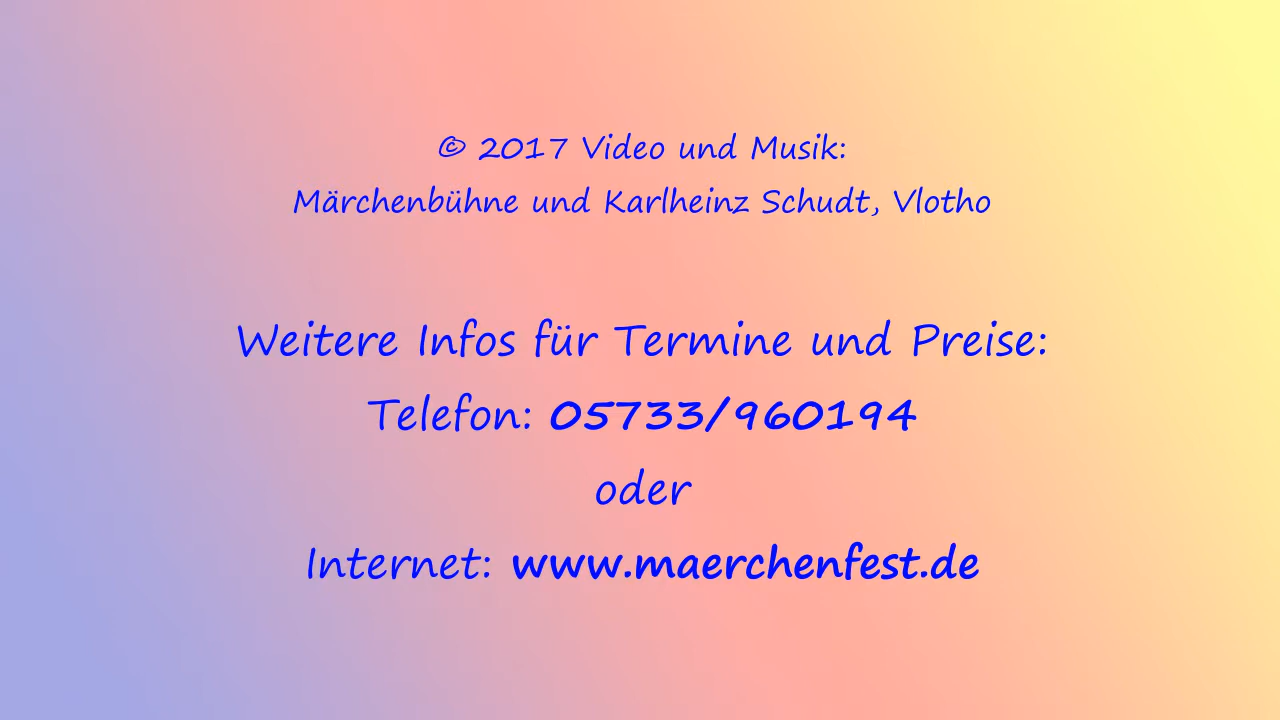 © 2017 Video und Musik:
Märchenbühne und Karlheinz Schudt, Vlotho
Weitere Infos für Termine und Preise:
Telefon: 05733/960194
oder
Internet: www.maerchenfest.de